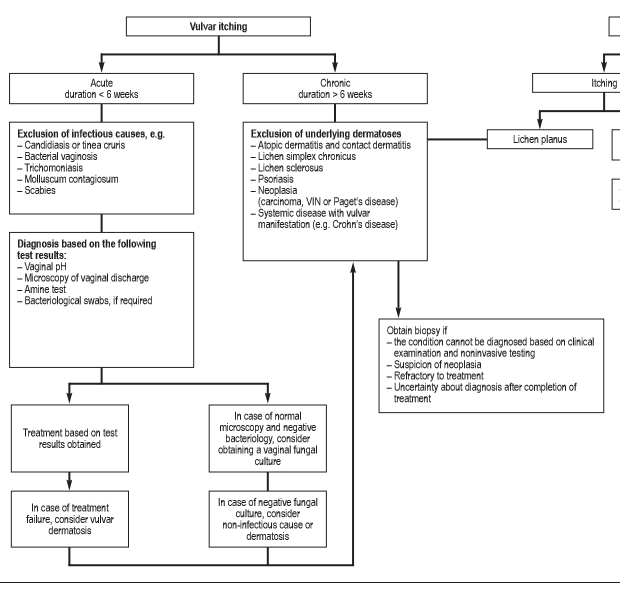 Vulvar itching
Acute
duration < 6 weeks
Chronic
duration > 6 weeks
Itching
Exclusion of infectious causes, e.g.
– Candidiasis or tinea cruris
– Bacterial vaginosis
– Trichomoniasis
– Molluscum contagiosum
– Scabies
Exclusion of underlying dermatoses
– Atopic dermatitis and contact dermatitis
– Lichen simplex chronicus
– Lichen sclerosus
– Psoriasis
– Neoplasia
(carcinoma, VIN or Paget's disease)
– Systemic disease with vulvar
manifestation (e.g. Crohn's disease)
Lichen planus
Diagnosis based on the following
test results:
– Vaginal pH
– Microscopy of vaginal discharge
– Amine test
– Bacteriological swabs, if required
Obtain biopsy if
– the condition cannot be diagnosed based on clinical
examination and noninvasive testing
– Suspicion of neoplasia
– Refractory to treatment
– Uncertainty about diagnosis after completion of
treatment
Treatment based on test
results obtained
In case of normal
microscopy and negative
bacteriology, consider
obtaining a vaginal fungal
culture
In case of treatment
failure, consider vulvar
dermatosis
In case of negative fungal
culture, consider
non-infectious cause or
dermatosis